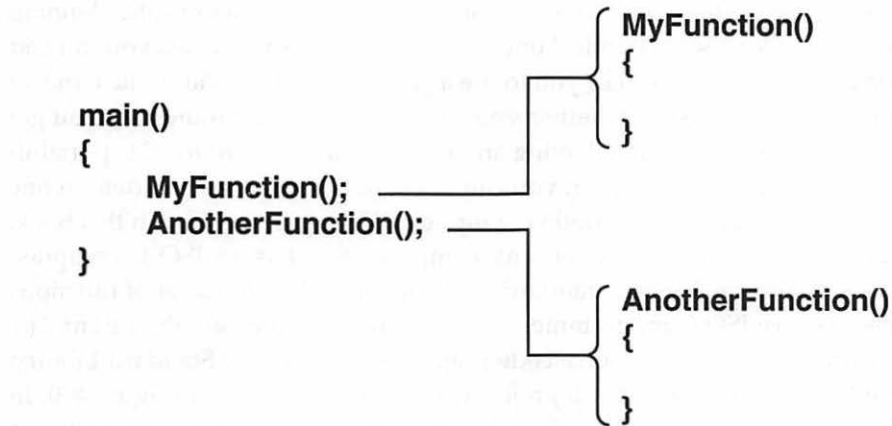 main()
{
MyFunction();
AnotherFunction();
}
MyFunction()
{
}
AnotherFunction()
{
}